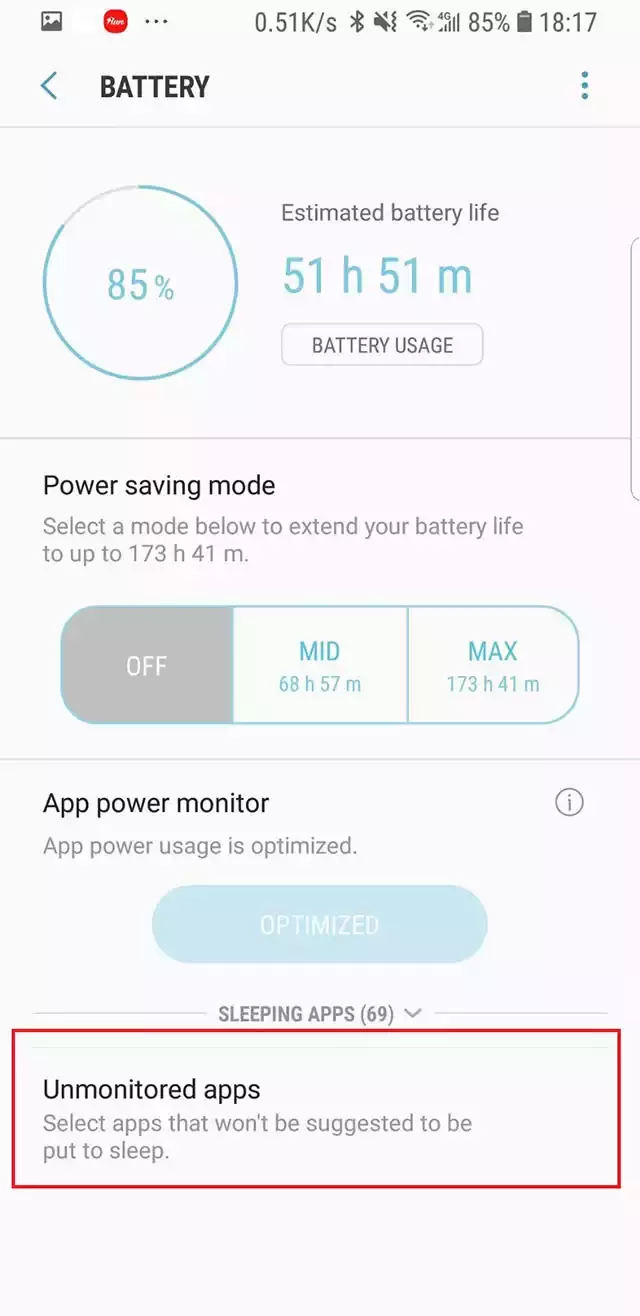 0.51K/s 4G 85% 18:17
BATTERY
Estimated battery life
85%
51 h 51 m
BATTERY USAGE
Power saving mode
Select a mode below to extend your battery life
to up to 173 h 41 m.
OFF
MID
68 h 57 m
MAX
173 h 41 m
App power monitor
App power usage is optimized.
OPTIMIZED
SLEEPING APPS (69)
Unmonitored apps
Select apps that won't be suggested to be
put to sleep.